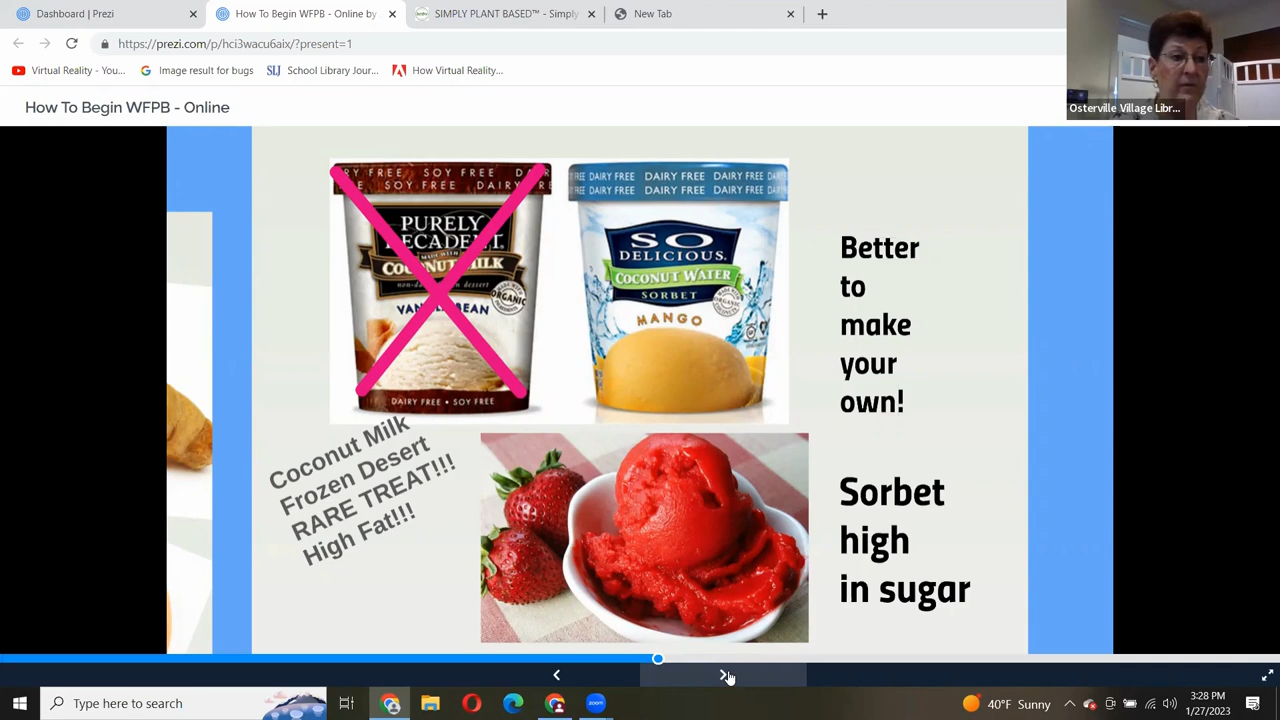 Dashboard | Prezi
How To Begin WFPB - Online by
SIMPLY PLANT BASED™ - Simply
New Tab
https://prezi.com/p/hci3wacu6aix/?present=1
Virtual Reality - You...
Image result for bugs
SLJ
School Library Jour...
How Virtual Reality...
Osterville Village Libr...
How To Begin WFPB - Online
RY FREE SOY FREE
SOY FREE DAIRY
PURELY
DECADENT
MADE WITH
COCONUT MILK
VANILLA BEAN
ORGANIC
DAIRY FREE • SOY FREE
FREE DAIRY FREE DAIRY FREE DAIRY
FREE DAIRY FREE DAIRY FREE DAIRY
SO
DELICIOUS.
COCONUT WATER
SORBET
ORGANIC
MANGO
Better
to
make
your
own!
Coconut Milk
Frozen Desert
RARE TREAT!!!
High Fat!!!
Sorbet
high
in sugar
Type here to search
zoom
40°F Sunny
3:28 PM
1/27/2023